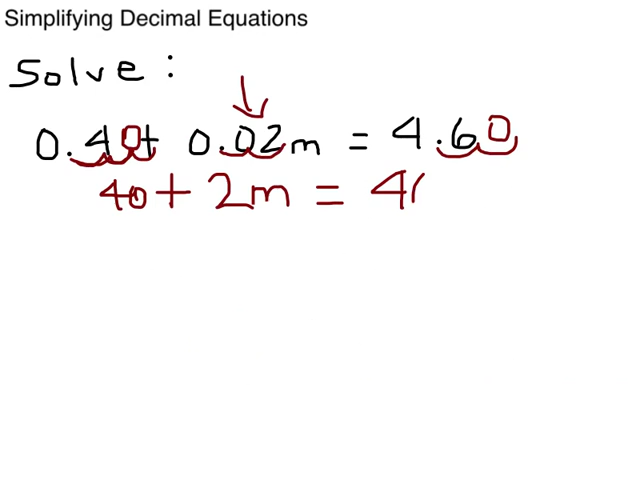 Simplifying Decimal Equations
Solve:
0.40+ 0.02m = 4.60
40 + 2m = 4